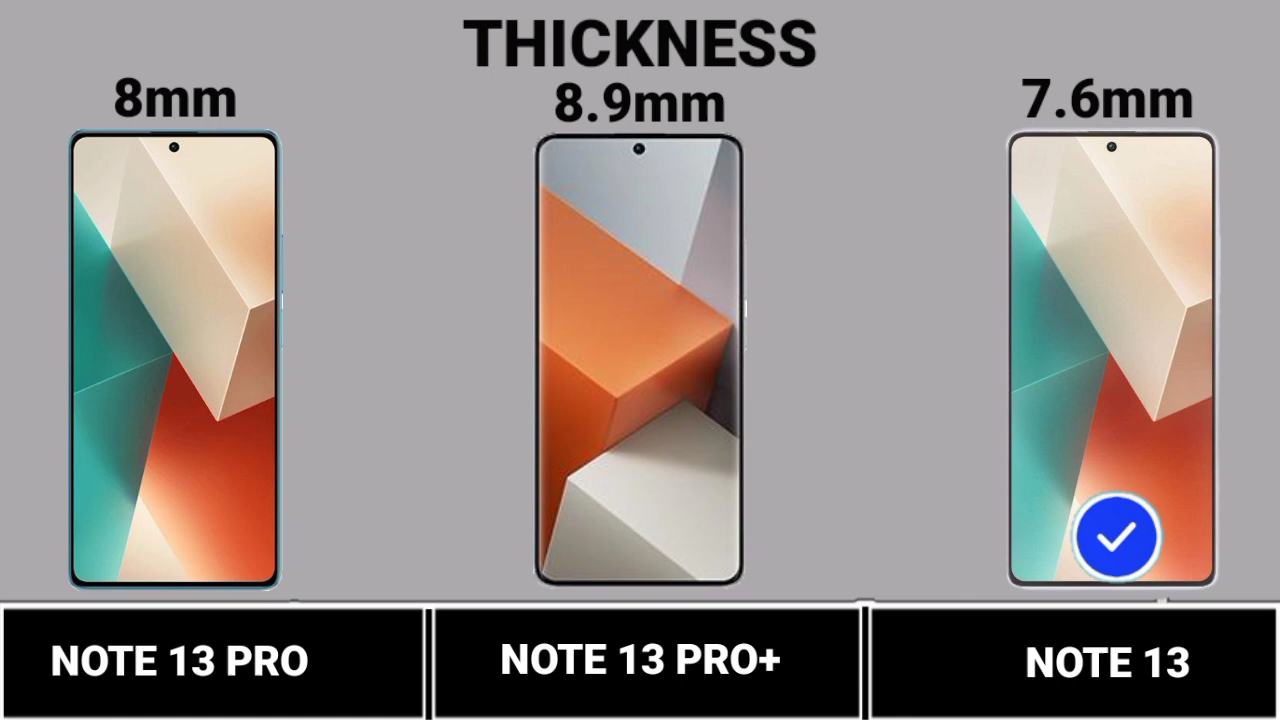 THICKNESS
8mm
8.9mm
7.6mm
NOTE 13 PRO
NOTE 13 PRO+
NOTE 13